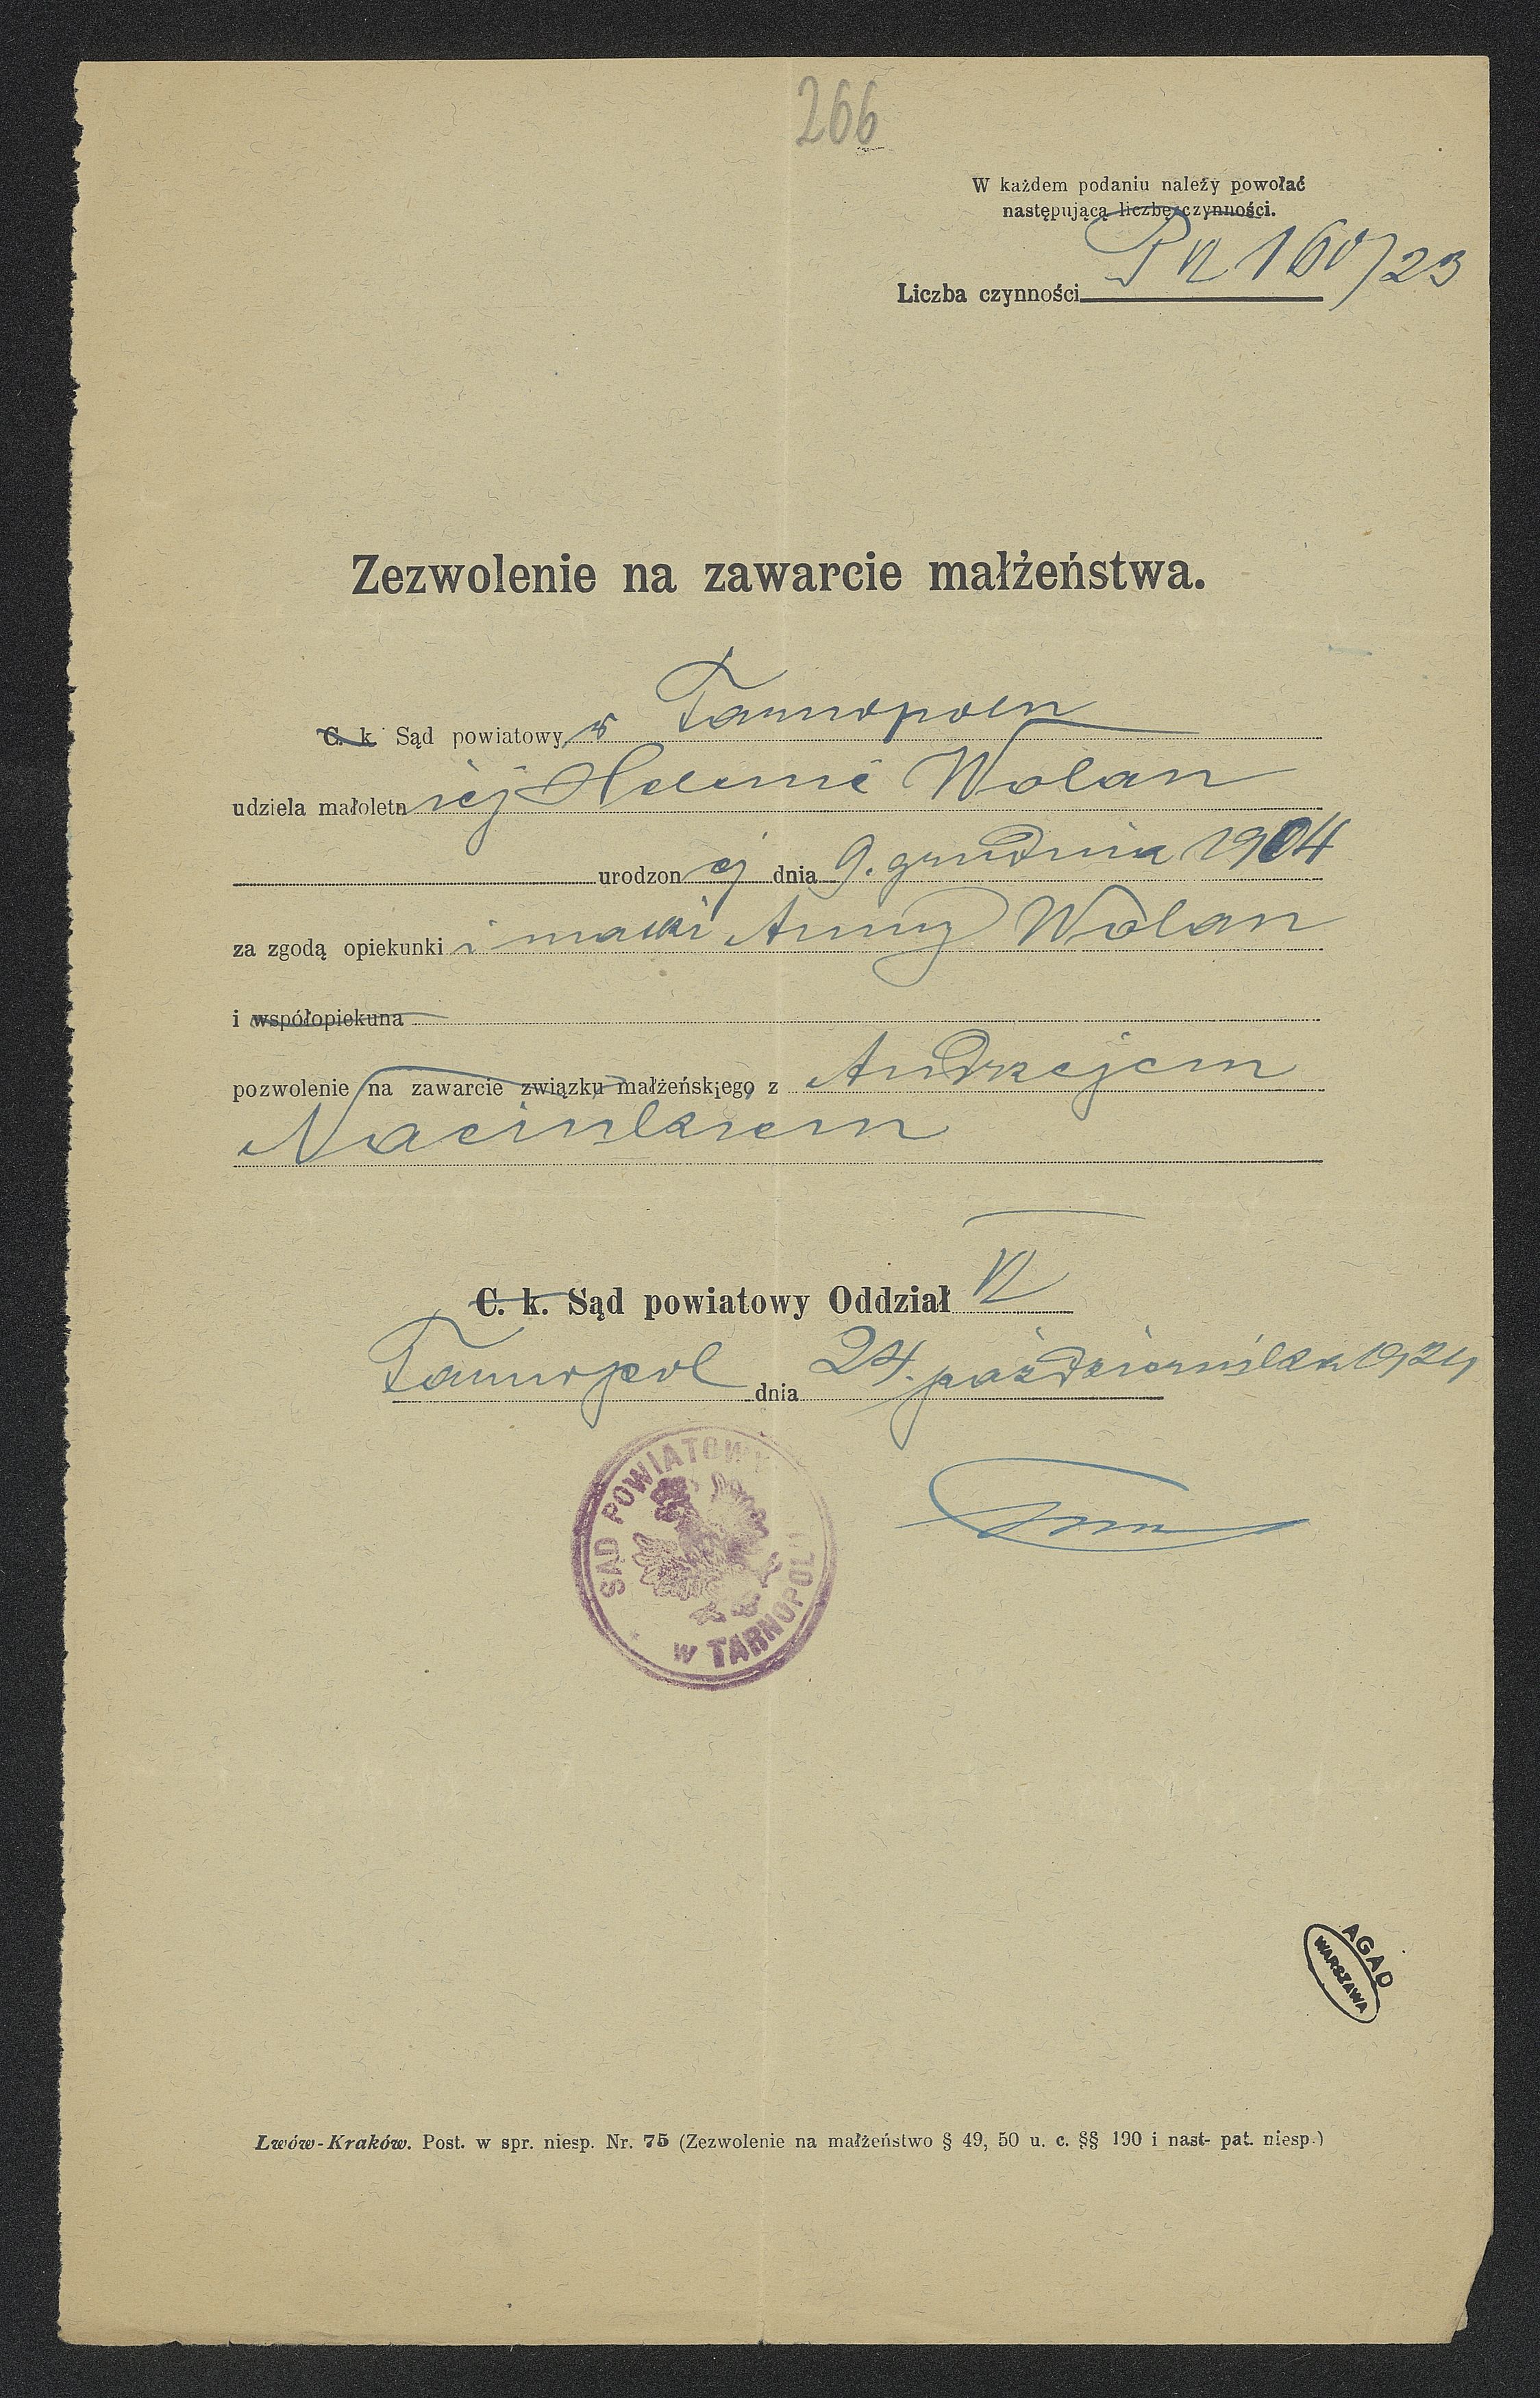 266
W każdem podaniu należy powołać
następującą liczbę czynności.
Liczba czynności P VI 160/23
Zezwolenie na zawarcie małżeństwa.
C. k. Sąd powiatowy w Tarnopolu
udziela małoletniej Helenie Wolan
urodzonej dnia 9. grudnia 1904
za zgodą opiekunki i matki Anny Wolan
i współopiekuna
pozwolenie na zawarcie związku małżeńskiego z Andrzejem
C. k. Sąd powiatowy Oddział VI
Tarnopol dnia 24. października 1924
SĄD POWIATOWY
W TARNOPOLU
AGAD
WARSZAWA
Lwów-Kraków. Post. w spr. niesp. Nr. 75 (Zezwolenie na małżeństwo § 49, 50 u. c. §§ 190 i nast- pat. niesp.)